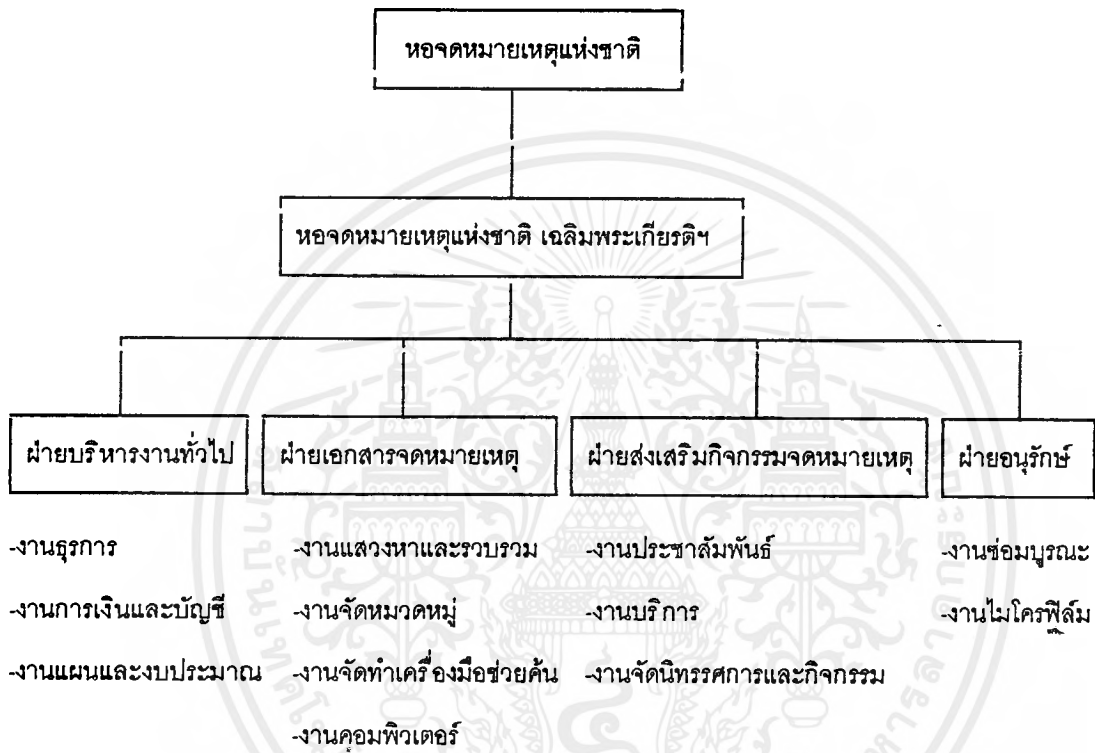 หอจดหมายเหตุแห่งชาติ
หอจดหมายเหตุแห่งชาติ เฉลิมพระเกียรติฯ
ฝ่ายบริหารงานทั่วไป
-งานธุรการ
-งานการเงินและบัญชี
-งานแผนและงบประมาณ
ฝ่ายเอกสารจดหมายเหตุ
-งานแสวงหาและรวบรวม
-งานจัดหมวดหมู่
-งานจัดทำเครื่องมือช่วยค้น
-งานคอมพิวเตอร์
ฝ่ายส่งเสริมกิจกรรมจดหมายเหตุ
-งานประชาสัมพันธ์
-งานบริการ
-งานจัดนิทรรศการและกิจกรรม
ฝ่ายอนุรักษ์
-งานซ่อมบูรณะ
-งานไมโครฟิล์ม